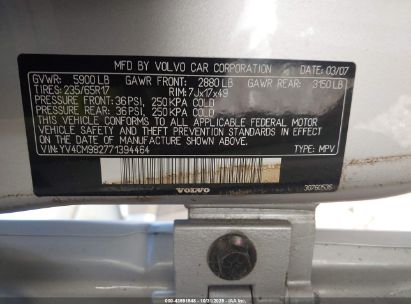 MFD BY VOLVO CAR CORPORATION DATE: 03/07
GVWR: 5900 LB GAWR FRONT: 2880 LB GAWR REAR: 3150 LB
TIRES: 235/65R17 RIM: 7Jx17x49
PRESSURE FRONT: 36 PSI, 250 KPA COLD
PRESSURE REAR: 36 PSI, 250 KPA COLD
THIS VEHICLE CONFORMS TO ALL APPLICABLE FEDERAL MOTOR
VEHICLE SAFETY AND THEFT PREVENTION STANDARDS IN EFFECT
ON THE DATE OF MANUFACTURE SHOWN ABOVE.
VIN: YV4CM982771394464 TYPE: MPV
VOLVO 30760536